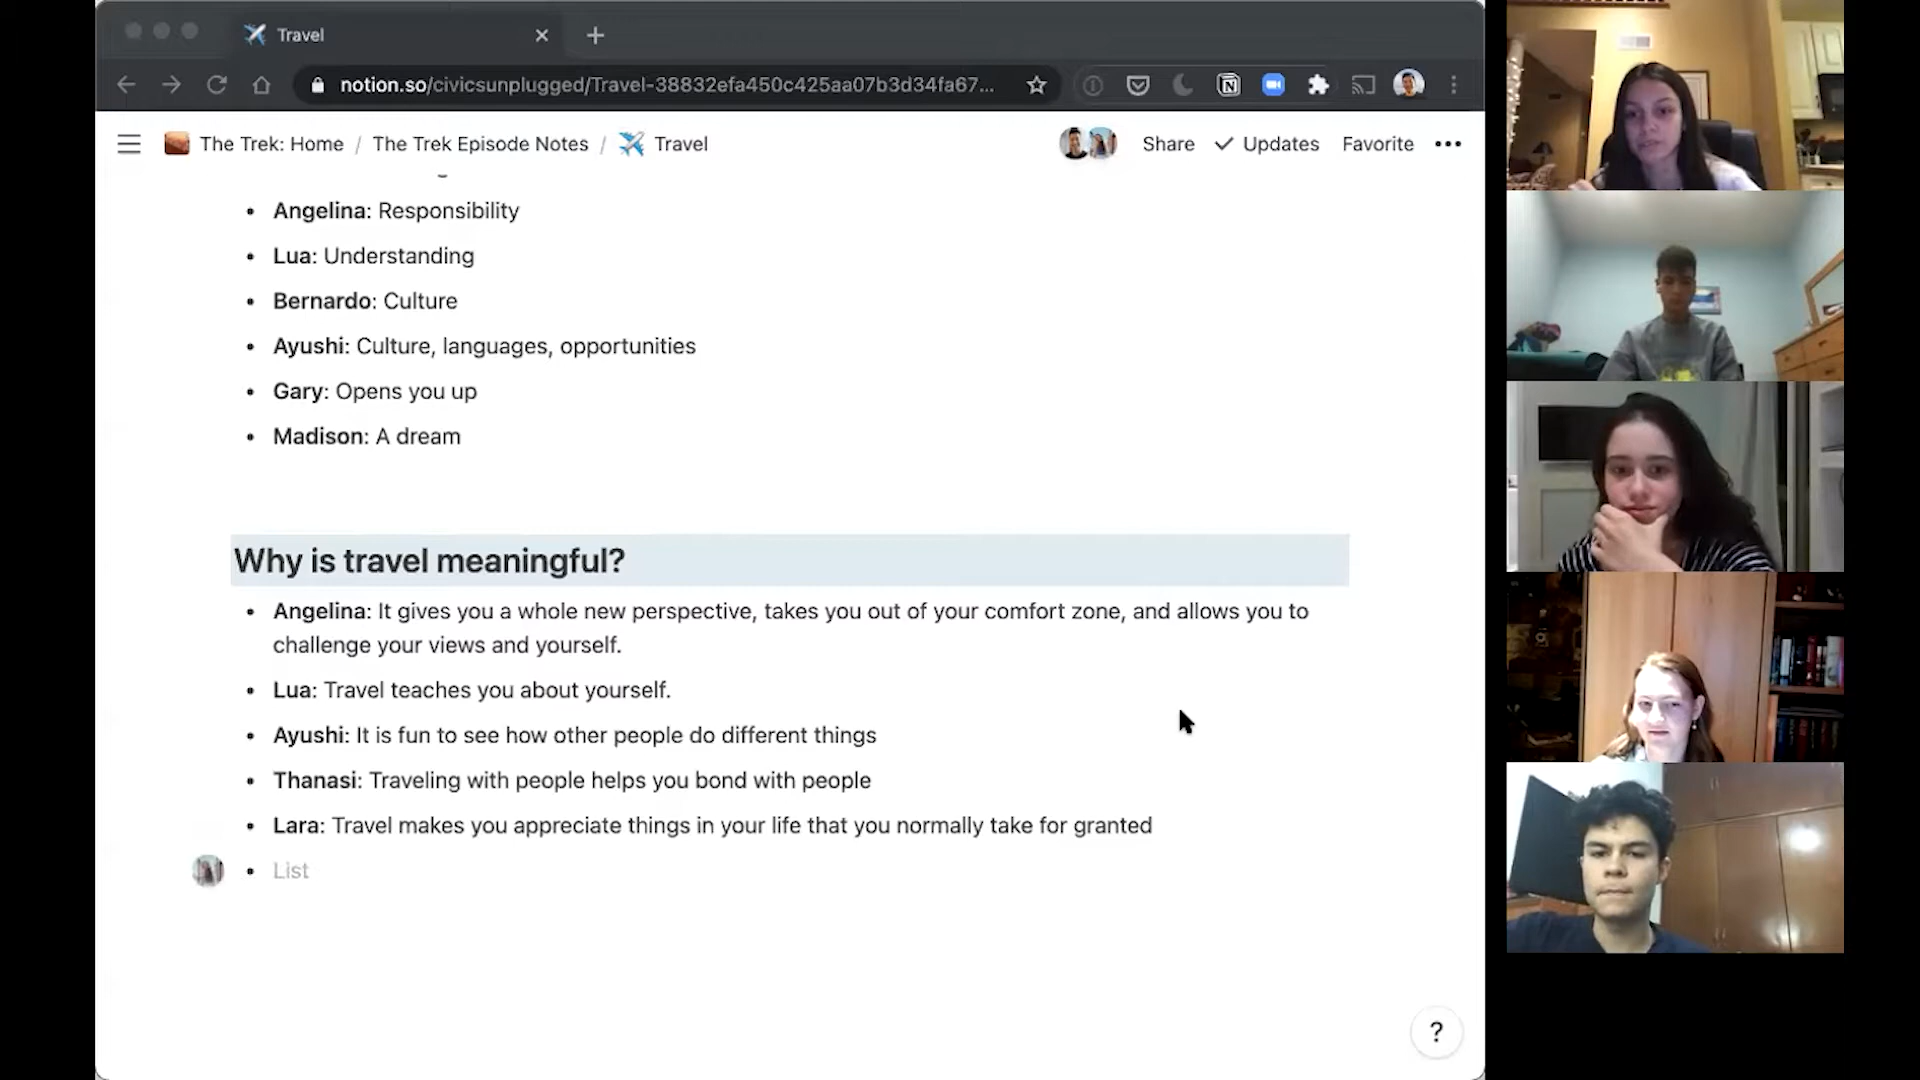 Travel
notion.so/civicsunplugged/Travel-38832efa450c425aa07b3d34fa67...
The Trek: Home / The Trek Episode Notes / Travel
Share Updates Favorite
• Angelina: Responsibility
• Lua: Understanding
• Bernardo: Culture
• Ayushi: Culture, languages, opportunities
• Gary: Opens you up
• Madison: A dream
Why is travel meaningful?
• Angelina: It gives you a whole new perspective, takes you out of your comfort zone, and allows you to
challenge your views and yourself.
• Lua: Travel teaches you about yourself.
• Ayushi: It is fun to see how other people do different things
• Thanasi: Traveling with people helps you bond with people
• Lara: Travel makes you appreciate things in your life that you normally take for granted
• List
?